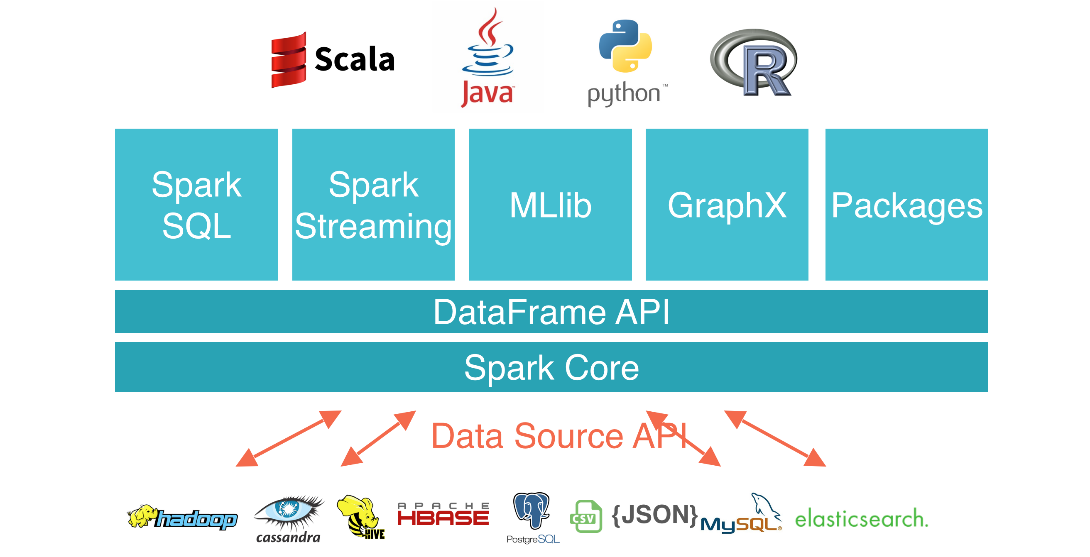 Scala
Java
python™
R
Spark
SQL
Spark
Streaming
MLlib
GraphX
Packages
DataFrame API
Spark Core
Data Source API
hadoop
cassandra
HIVE
APACHE
HBASE
PostgreSQL
CSV
{JSON}
MySQL®
elasticsearch.